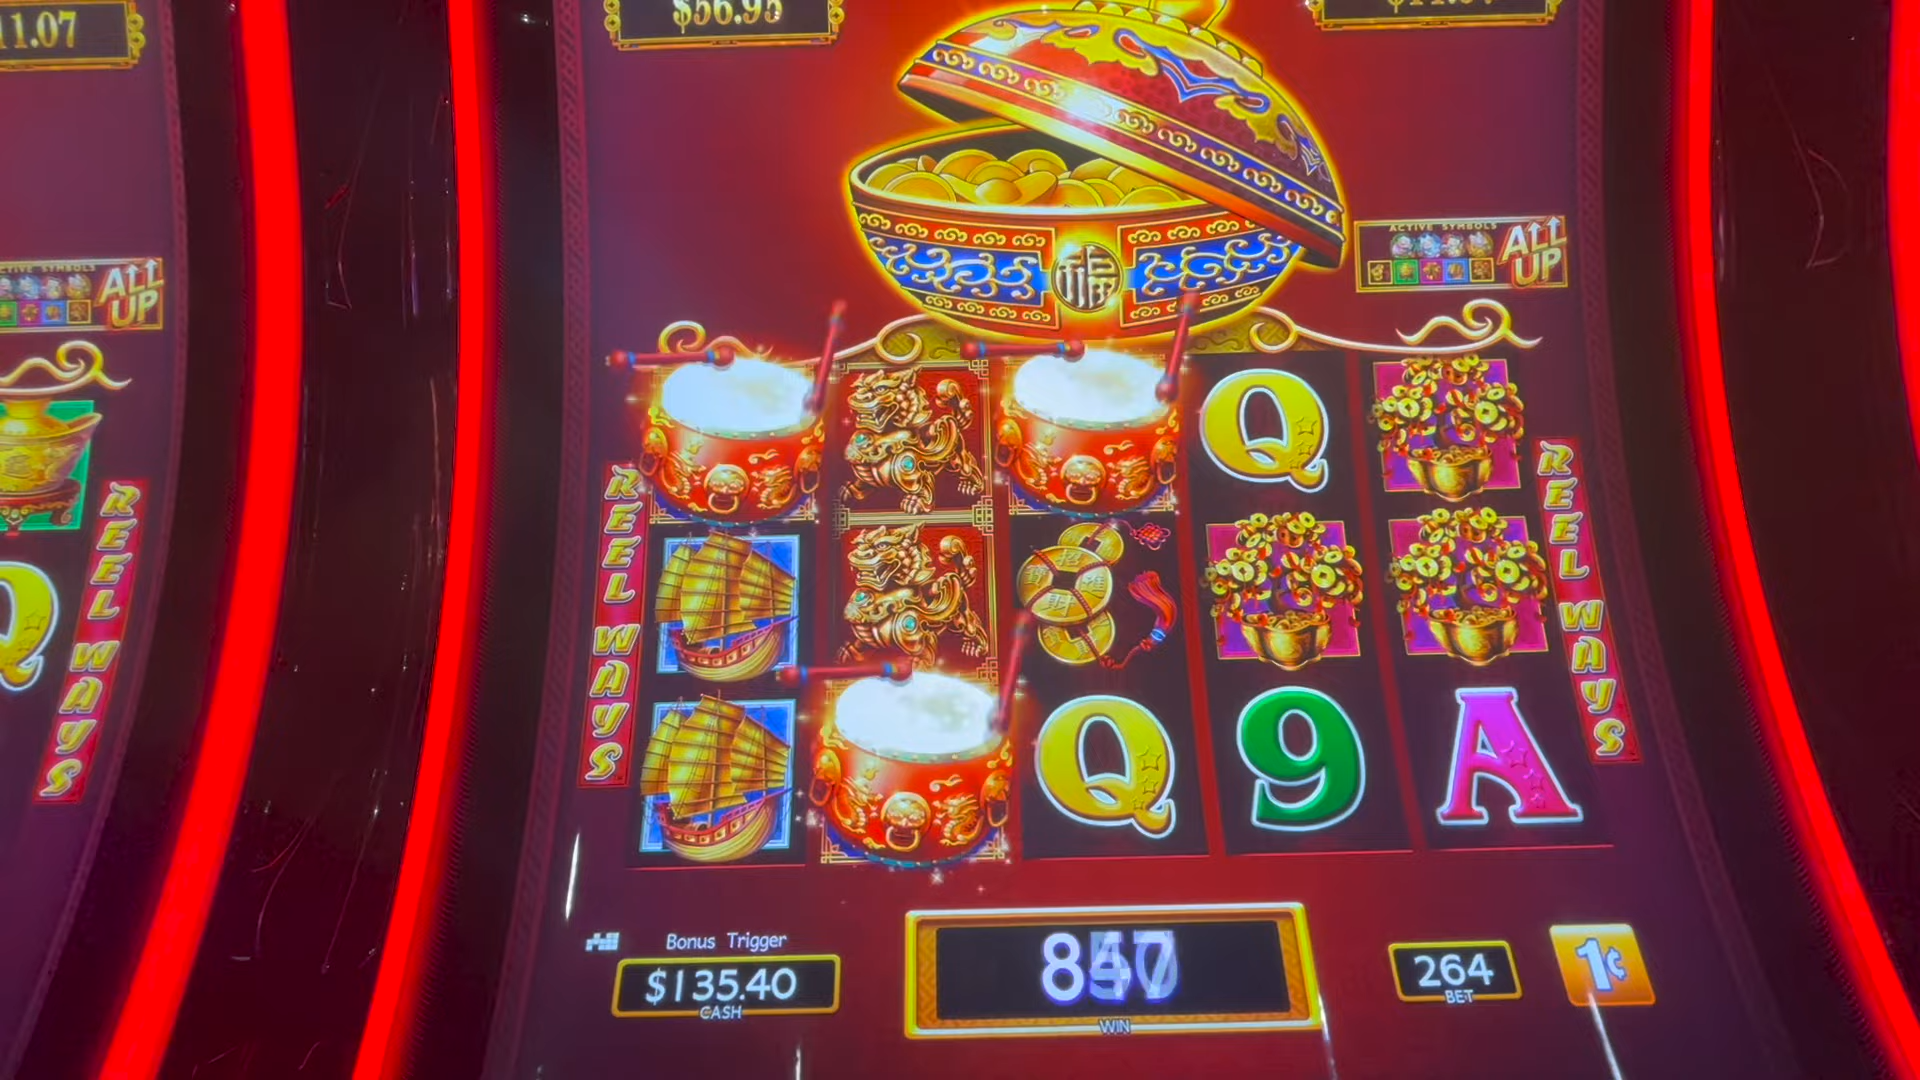 11.07
$56.95
ACTIVE SYMBOLS
ALL UP
ACTIVE SYMBOLS
ALL UP
福
REEL WAYS
REEL WAYS
REEL WAYS
Q
Q
Q
9
A
Bonus Trigger
$135.40
CASH
WIN
264
BET
1¢